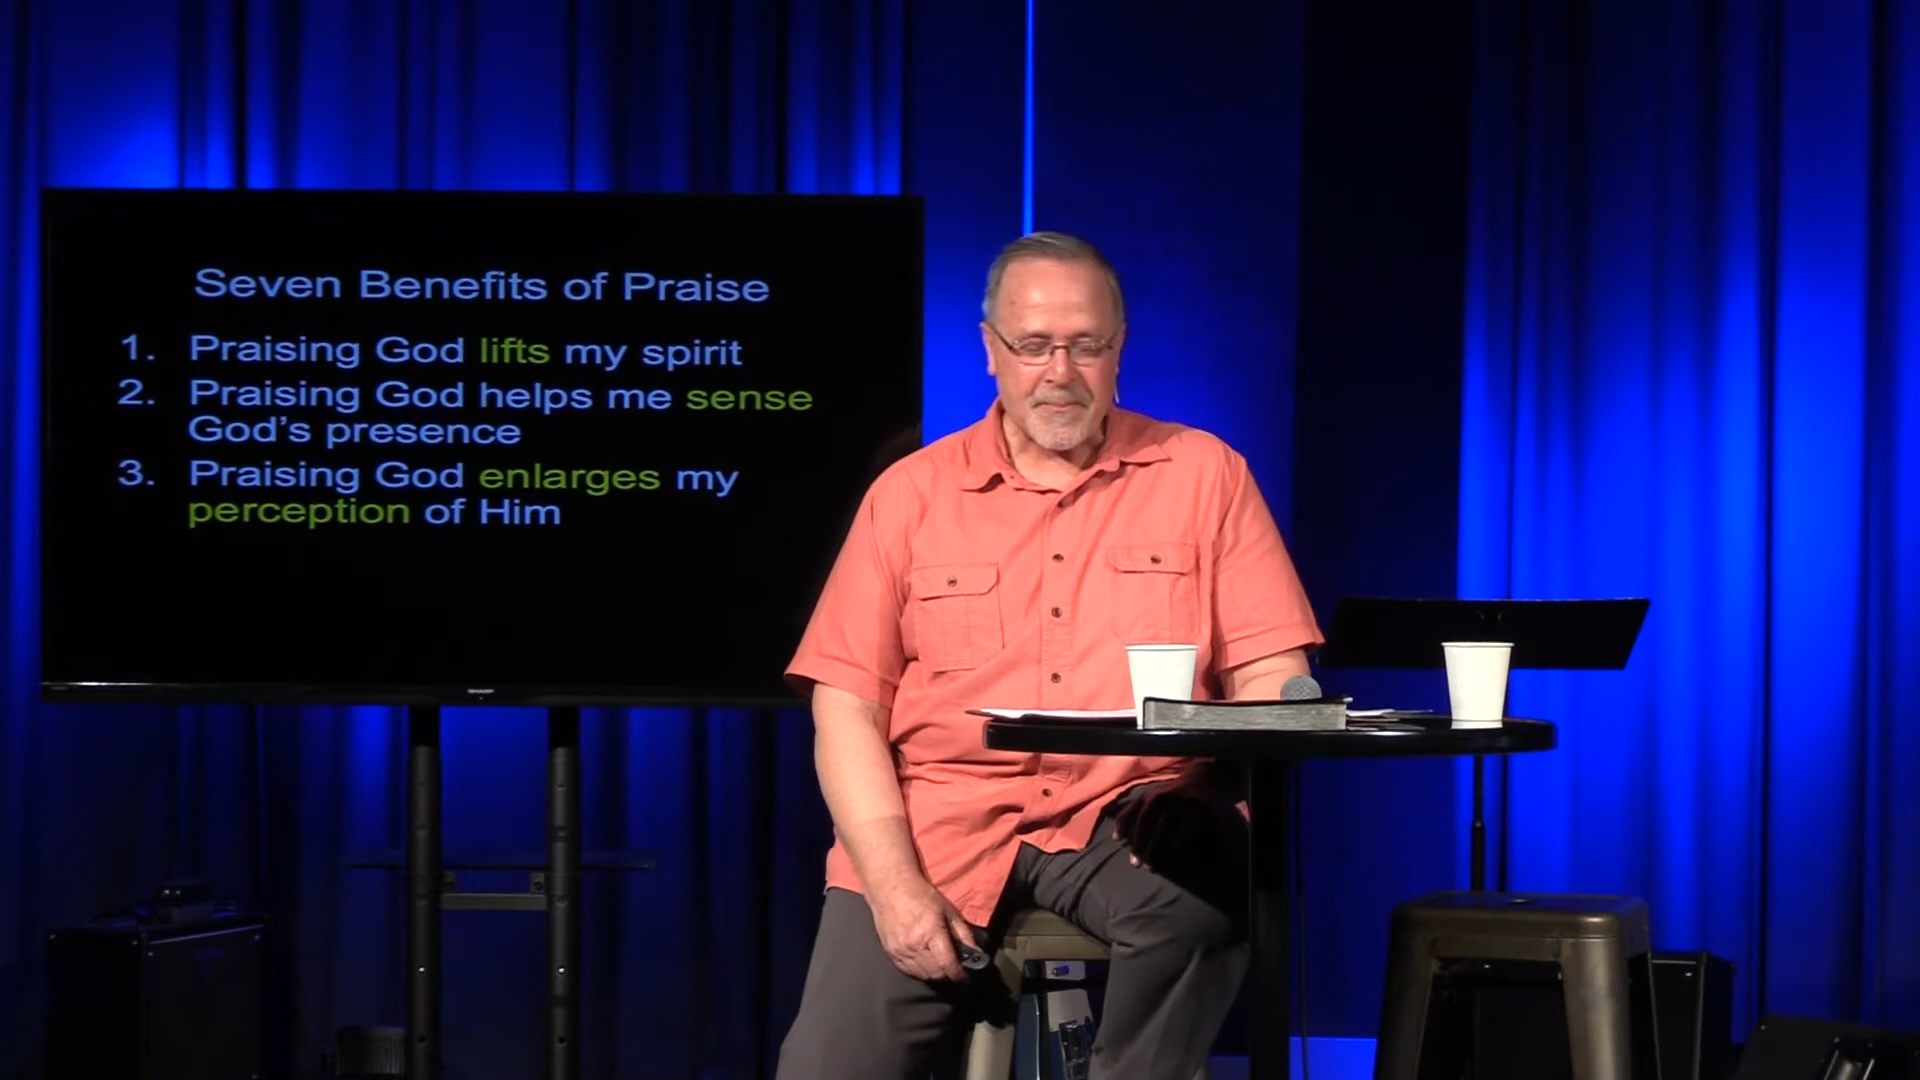 Seven Benefits of Praise
1. Praising God lifts my spirit
2. Praising God helps me sense
God's presence
3. Praising God enlarges my
perception of Him
SHARP